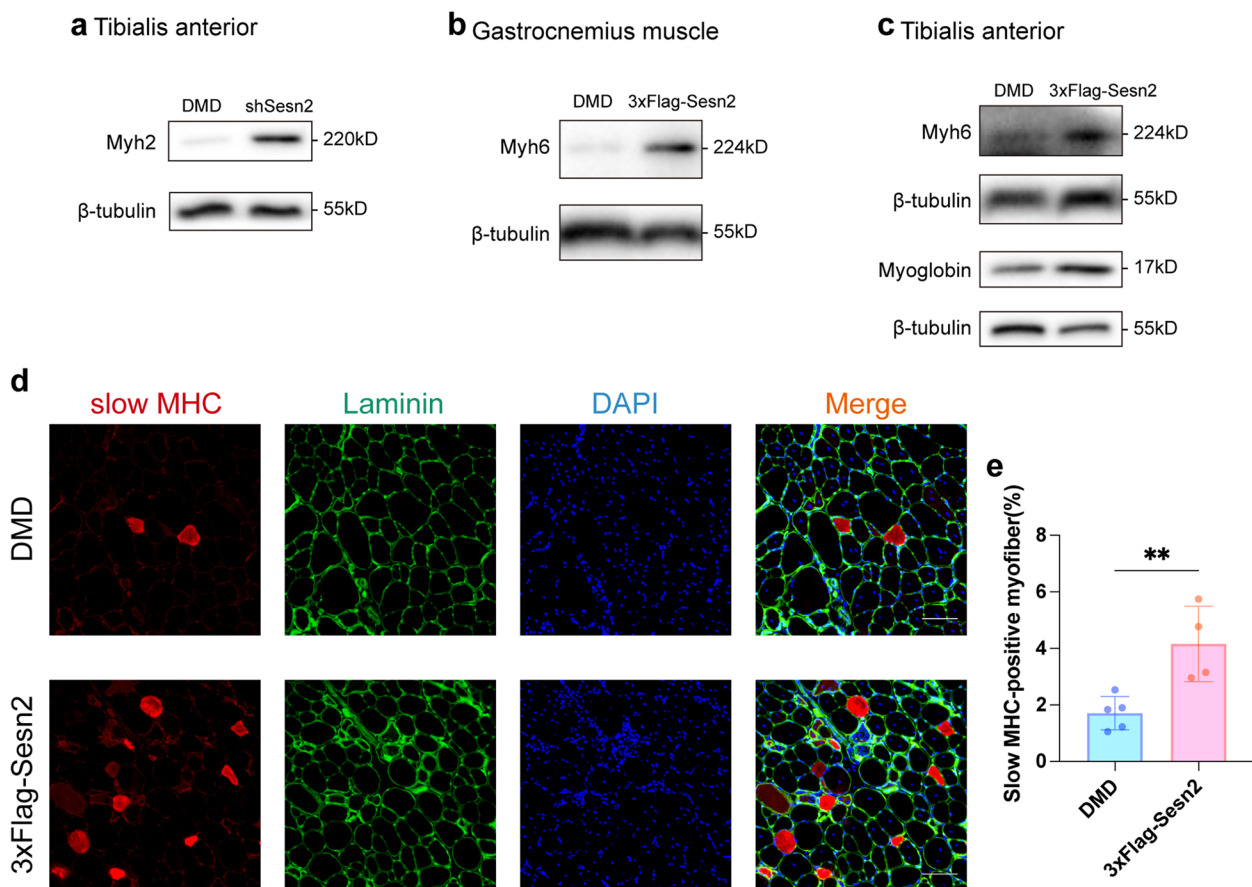 a Tibialis anterior
DMD shSesn2
Myh2 220kD
β-tubulin 55kD
b Gastrocnemius muscle
DMD 3xFlag-Sesn2
Myh6 224kD
β-tubulin 55kD
c Tibialis anterior
DMD 3xFlag-Sesn2
Myh6 224kD
β-tubulin 55kD
Myoglobin 17kD
β-tubulin 55kD
d
slow MHC Laminin DAPI Merge
DMD
3xFlag-Sesn2
e
Slow MHC-positive myofiber(%)
8
6
4
2
0
**
DMD
3xFlag-Sesn2